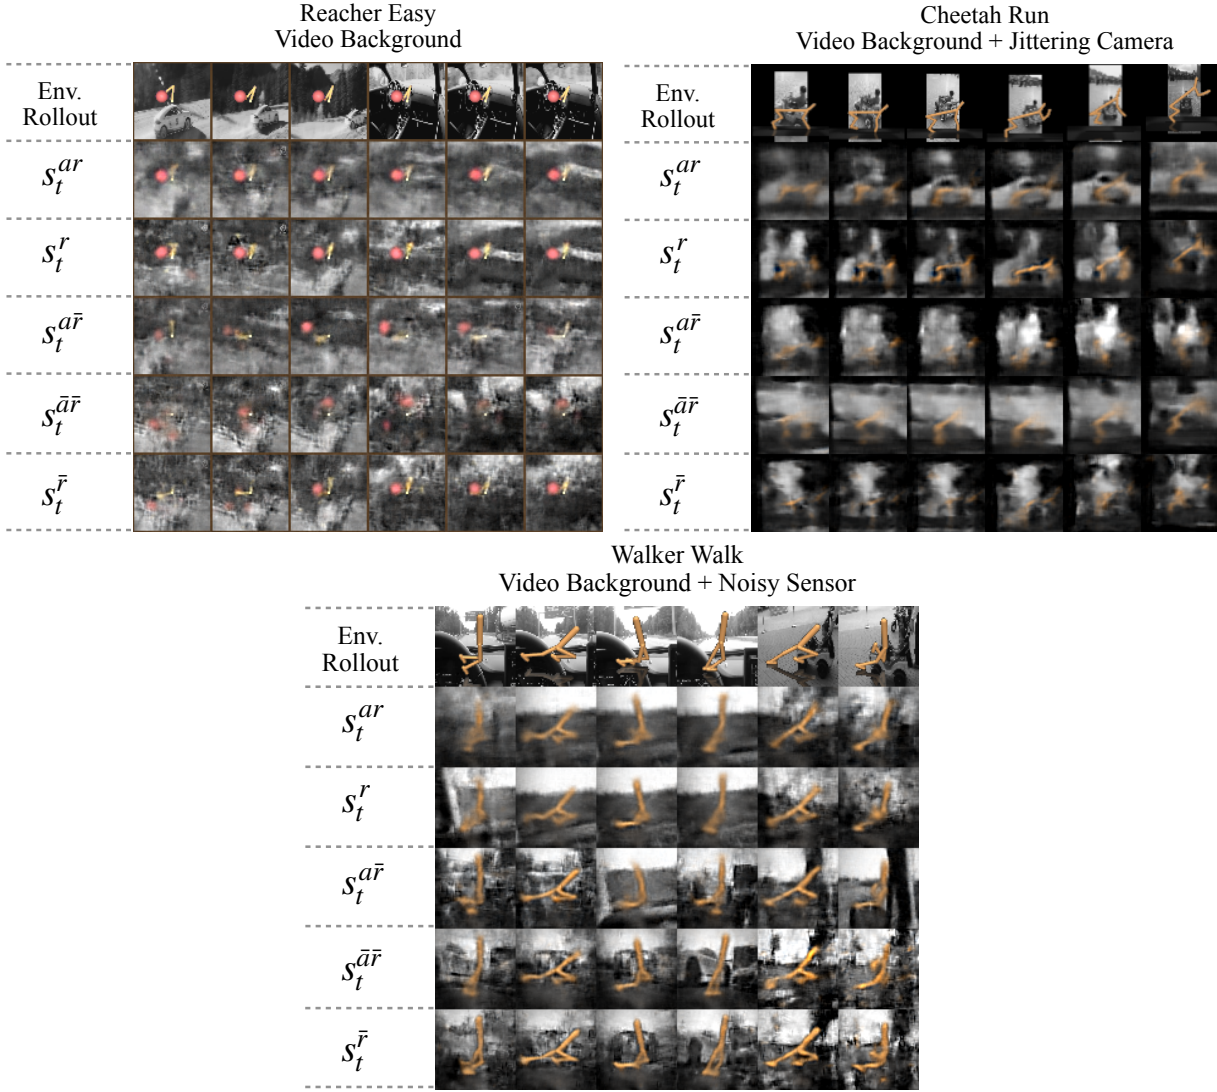 Reacher Easy
Video Background
Env.
Rollout
s_t^{ar}
s_t^{r}
s_t^{a\bar{r}}
s_t^{\bar{a}\bar{r}}
s_t^{\bar{r}}
Cheetah Run
Video Background + Jittering Camera
Env.
Rollout
s_t^{ar}
s_t^{r}
s_t^{a\bar{r}}
s_t^{\bar{a}\bar{r}}
s_t^{\bar{r}}
Walker Walk
Video Background + Noisy Sensor
Env.
Rollout
s_t^{ar}
s_t^{r}
s_t^{a\bar{r}}
s_t^{\bar{a}\bar{r}}
s_t^{\bar{r}}